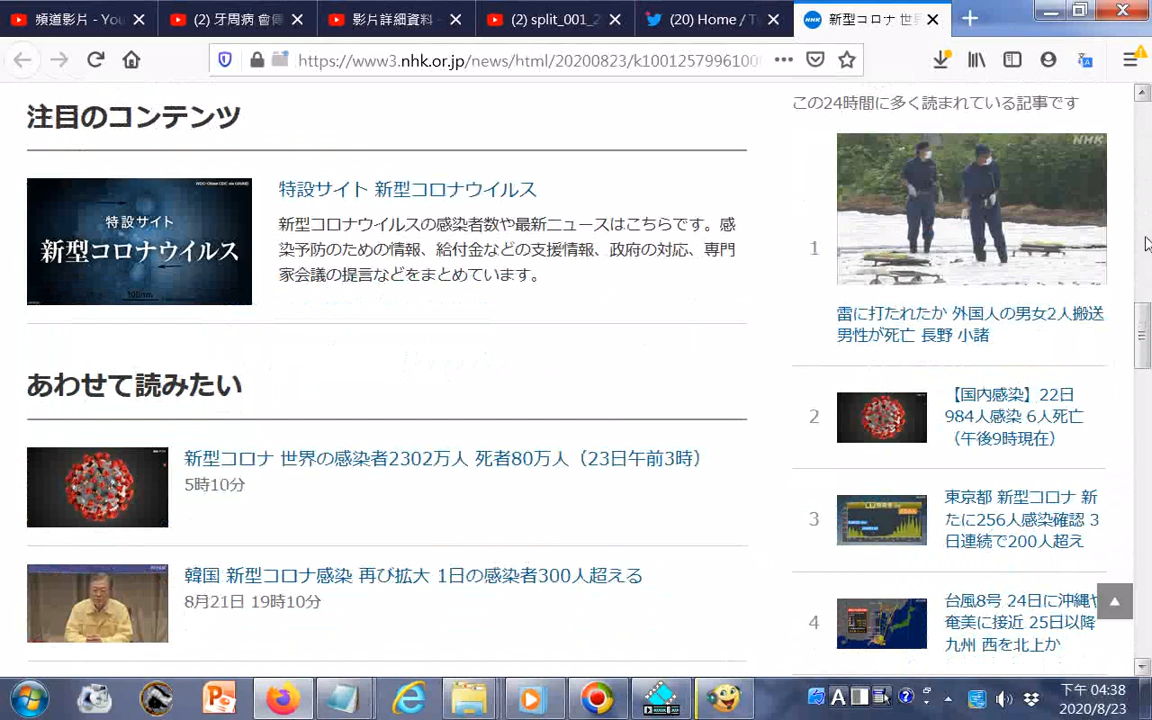 頻道影片 - You
(2) 牙周病 會傳
影片詳細資料 -
(2) split_001_2
(20) Home / Tw
新型コロナ 世界
https://www3.nhk.or.jp/news/html/20200823/k1001257996100
注目のコンテンツ
特設サイト
新型コロナウイルス
100nm
特設サイト 新型コロナウイルス
新型コロナウイルスの感染者数や最新ニュースはこちらです。感
染予防のための情報、給付金などの支援情報、政府の対応、専門
家会議の提言などをまとめています。
あわせて読みたい
新型コロナ 世界の感染者2302万人 死者80万人（23日午前3時）
5時10分
韓国 新型コロナ感染 再び拡大 1日の感染者300人超える
8月21日 19時10分
この24時間に多く読まれている記事です
NHK
1
雷に打たれたか 外国人の男女2人搬送
男性が死亡 長野 小諸
2
【国内感染】22日
984人感染 6人死亡
（午後9時現在）
3
東京都 新型コロナ 新
たに256人感染確認 3
日連続で200人超え
4
台風8号 24日に沖縄や
奄美に接近 25日以降
九州 西を北上か
下午 04:38
2020/8/23